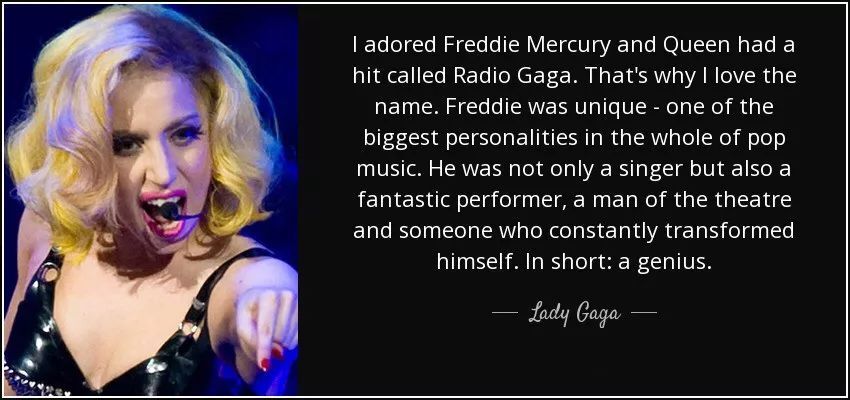 I adored Freddie Mercury and Queen had a
hit called Radio Gaga. That's why I love the
name. Freddie was unique - one of the
biggest personalities in the whole of pop
music. He was not only a singer but also a
fantastic performer, a man of the theatre
and someone who constantly transformed
himself. In short: a genius.
Lady Gaga